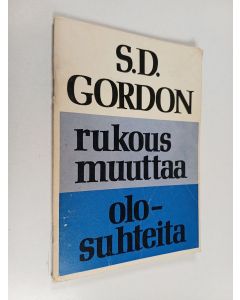 S.D.
GORDON
rukous
muuttaa
olo-
suhteita